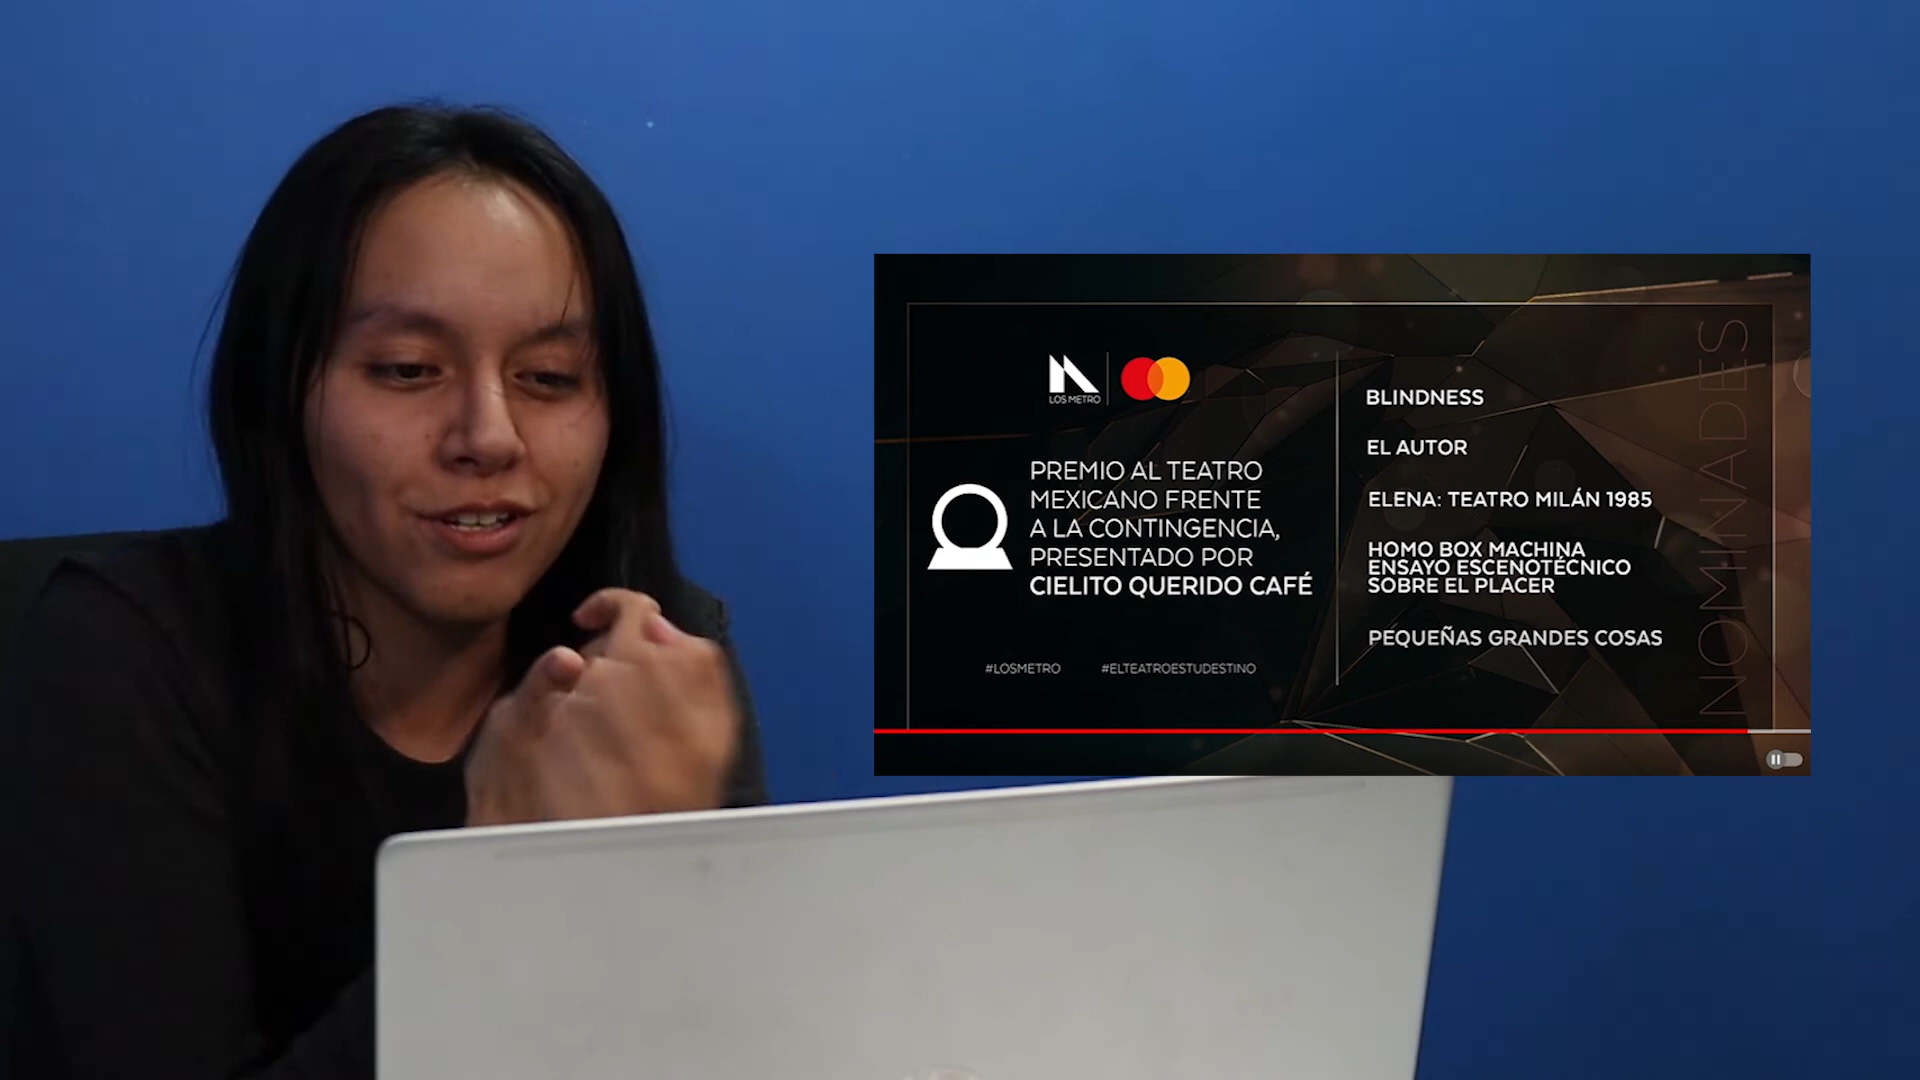 LOS METRO
PREMIO AL TEATRO
MEXICANO FRENTE
A LA CONTINGENCIA,
PRESENTADO POR
CIELITO QUERIDO CAFÉ
#LOSMETRO #ELTEATROESTUDESTINO
BLINDNESS
EL AUTOR
ELENA: TEATRO MILÁN 1985
HOMO BOX MACHINA
ENSAYO ESCENOTÉCNICO
SOBRE EL PLACER
PEQUEÑAS GRANDES COSAS
NOMINADES